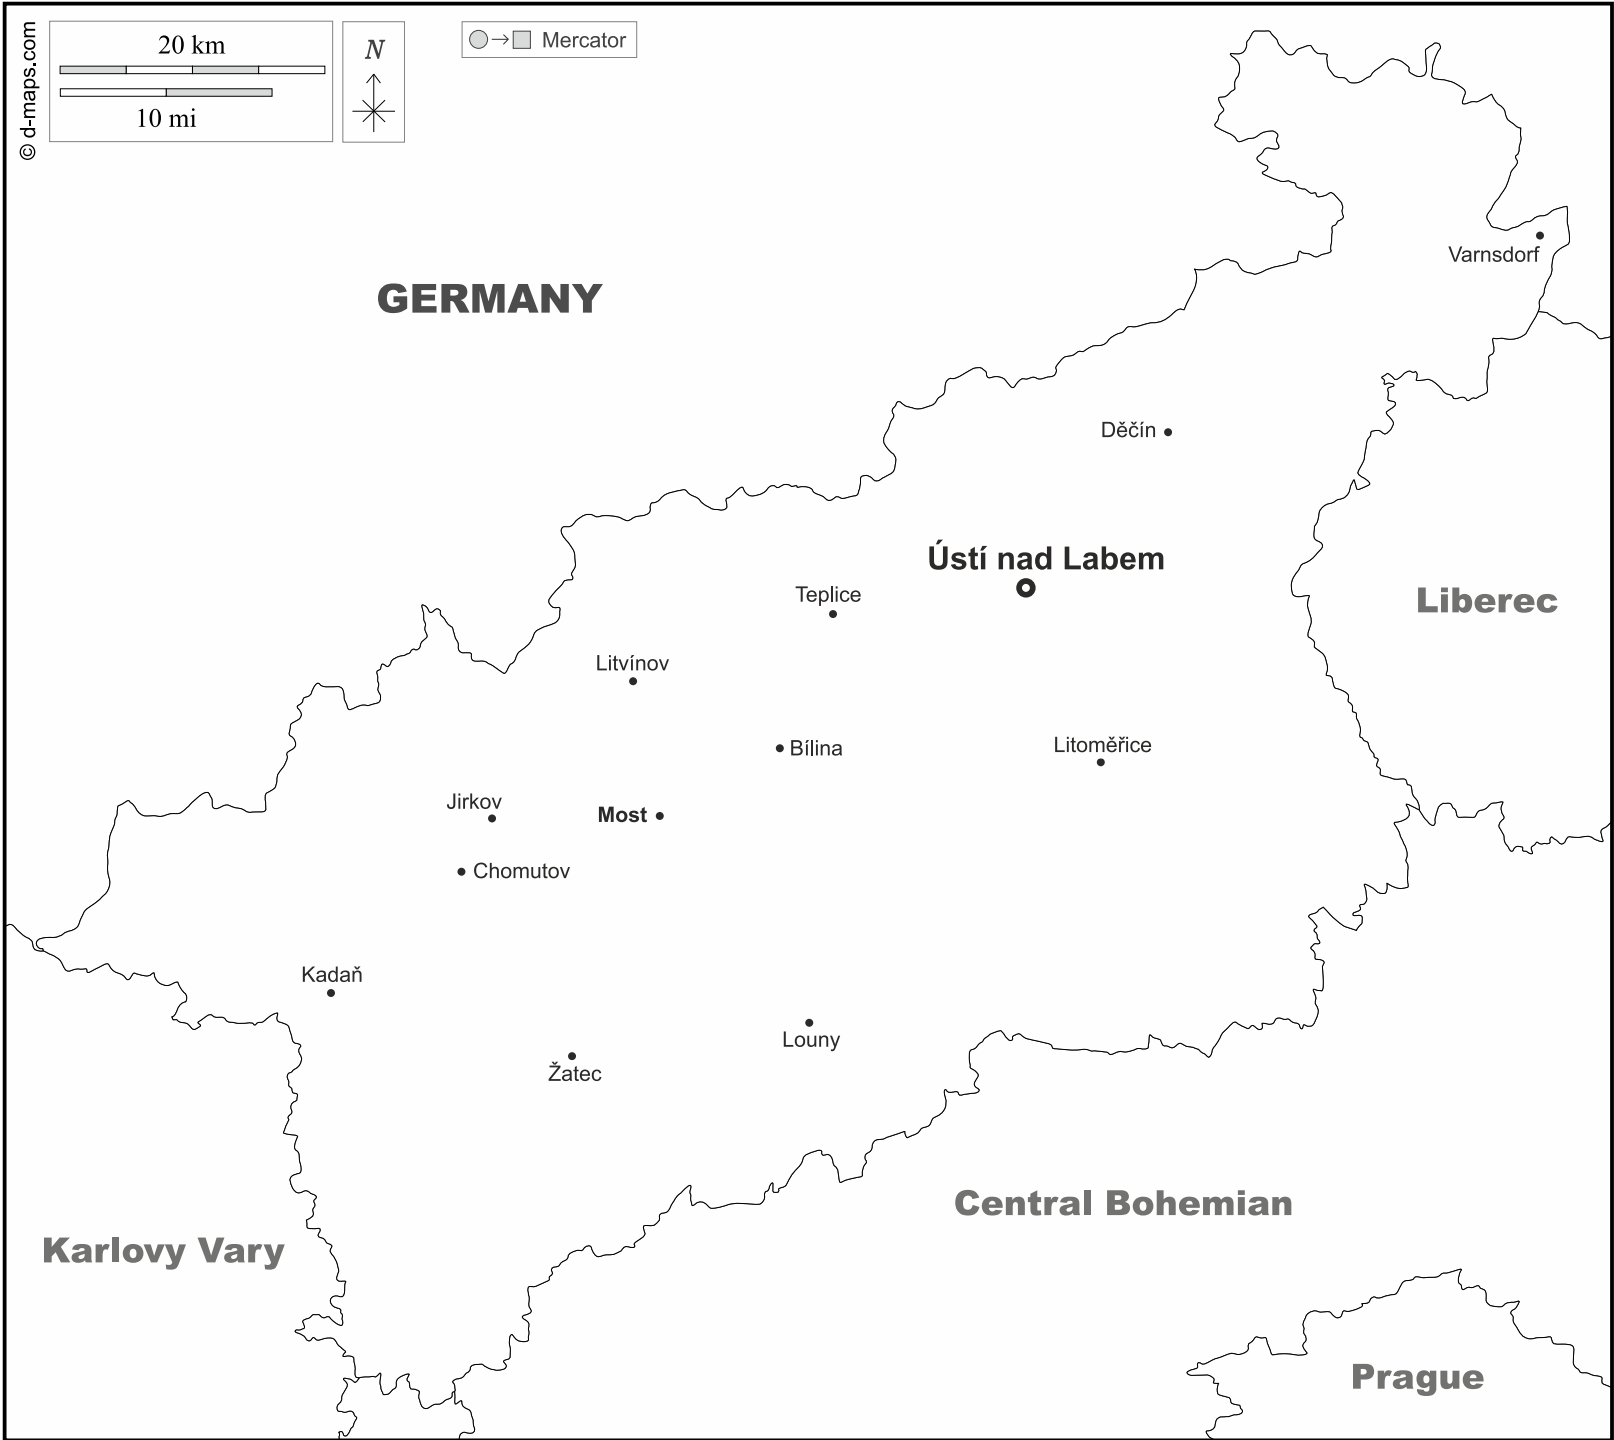 © d-maps.com
20 km
10 mi
N
Mercator
GERMANY
Varnsdorf
Děčín
Ústí nad Labem
Teplice
Liberec
Litvínov
Bílina
Litoměřice
Jirkov
Most
Chomutov
Kadaň
Louny
Žatec
Central Bohemian
Karlovy Vary
Prague